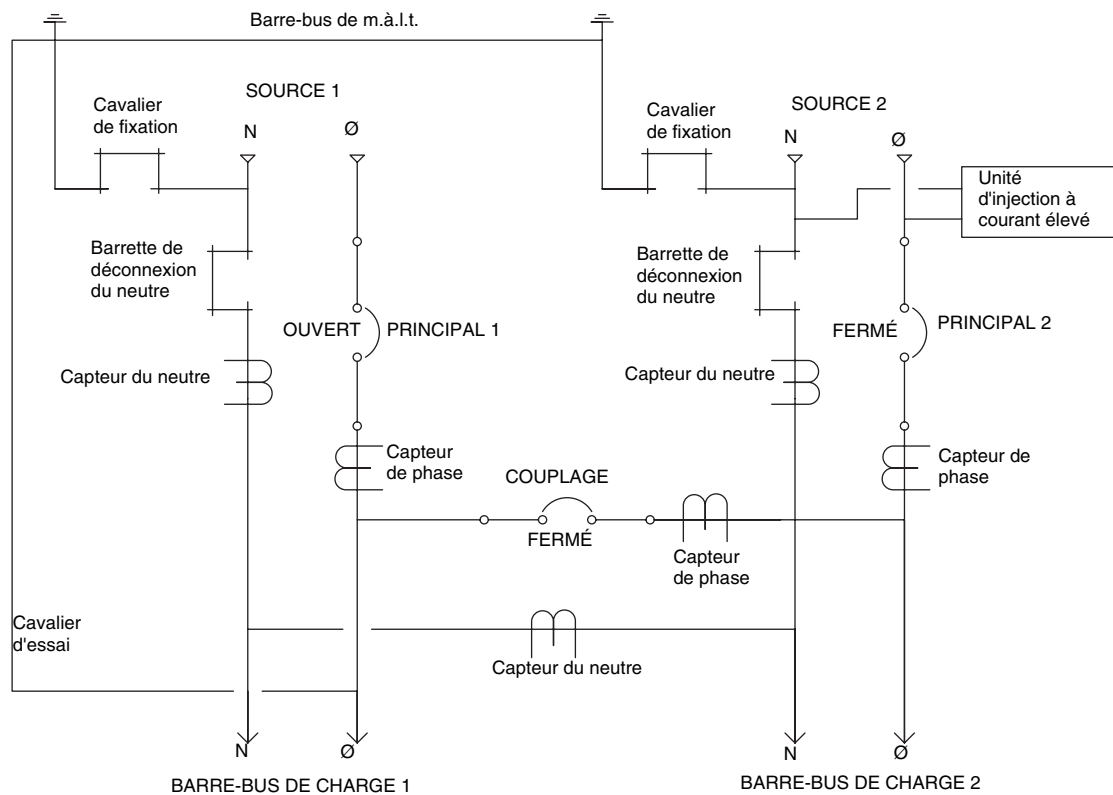 Barre-bus de m.à.l.t.
SOURCE 1
SOURCE 2
Cavalier
de fixation
Cavalier
de fixation
N
Ø
N
Ø
Unité
d'injection à
courant élevé
Barrette de
déconnexion
du neutre
Barrette de
déconnexion
du neutre
OUVERT
PRINCIPAL 1
FERMÉ
PRINCIPAL 2
Capteur du neutre
Capteur du neutre
Capteur
de phase
Capteur de
phase
COUPLAGE
FERMÉ
Capteur
de phase
Cavalier
d'essai
Capteur du neutre
N
Ø
N
Ø
BARRE-BUS DE CHARGE 1
BARRE-BUS DE CHARGE 2